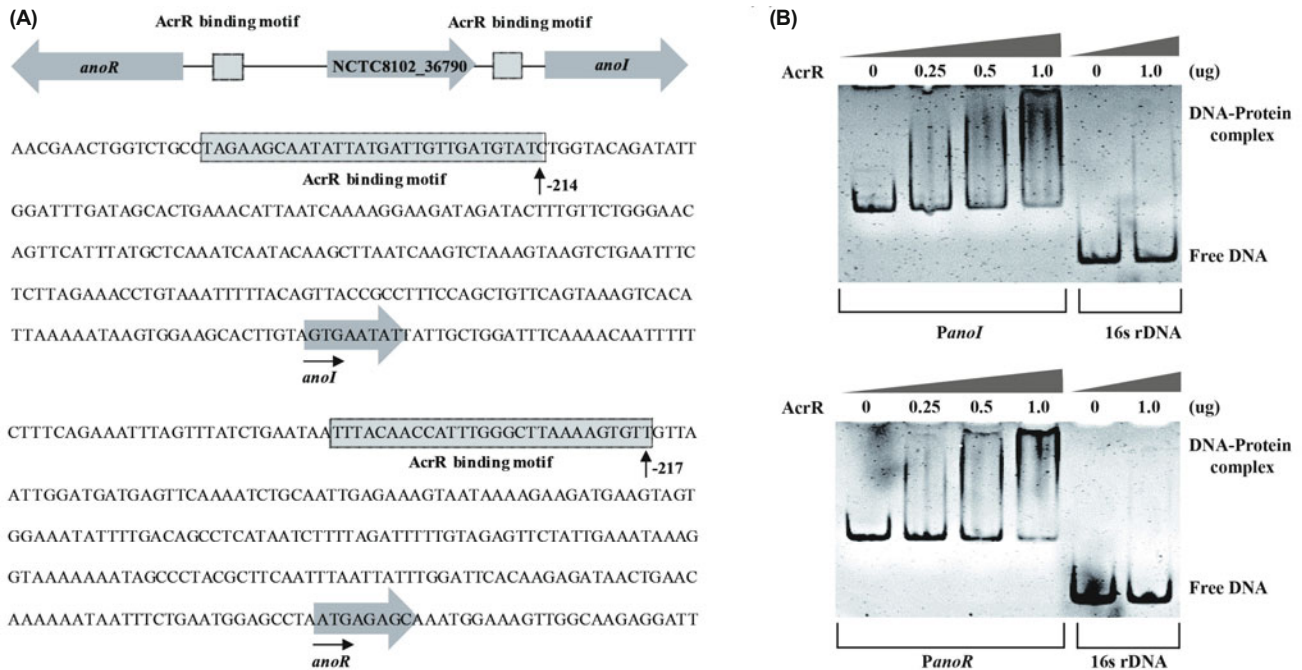 (A)
AcrR binding motif
AcrR binding motif
anoR
NCTC8102_36790
anoI
AACGAACTGGTCTGCCTAGAAGCAATATTATGATTGTTGATGTATCTGGTACAGATATT
AcrR binding motif
-214
GGATTTGATAGCACTGAAACATTAATCAAAAGGAAGATAGATACTTTGTTCTGGGAAC
AGTTCATTTATGCTCAAATCAATACAAGCTTAATCAAGTCTAAAGTAAGTCTGAATTTC
TCTTAGAAACCTGTAAATTTTTACAGTTACCGCCTTTCCAGCTGTTCAGTAAAGTCACA
TTAAAAATAAGTGGAAGCACTTGTAGTGAATATTATTGCTGGATTTCAAAACAATTTTT
anoI
CTTTCAGAAATTTAGTTTATCTGAATAATTTACAACCATTTGGGCTTAAAAGTGTTGTTA
AcrR binding motif
-217
ATTGGATGATGAGTTCAAAATCTGCAATTGAGAAAGTAATAAAAGAAGATGAAGTAGT
GGAAATATTTTGACAGCCTCATAATCTTTTAGATTTTTGTAGAGTTCTATTGAAATAAAG
GTAAAAAAATAGCCCTACGCTTCAATTTAATTATTTGGATTCACAAGAGATAACTGAAC
AAAAAATAATTTCTGAATGGAGCCTAATGAGAGCAAATGGAAAGTTGGCAAGAGGATT
anoR
(B)
AcrR
0 0.25 0.5 1.0 0 1.0 (ug)
DNA-Protein
complex
Free DNA
PanoI 16s rDNA
AcrR
0 0.25 0.5 1.0 0 1.0 (ug)
DNA-Protein
complex
Free DNA
PanoR 16s rDNA